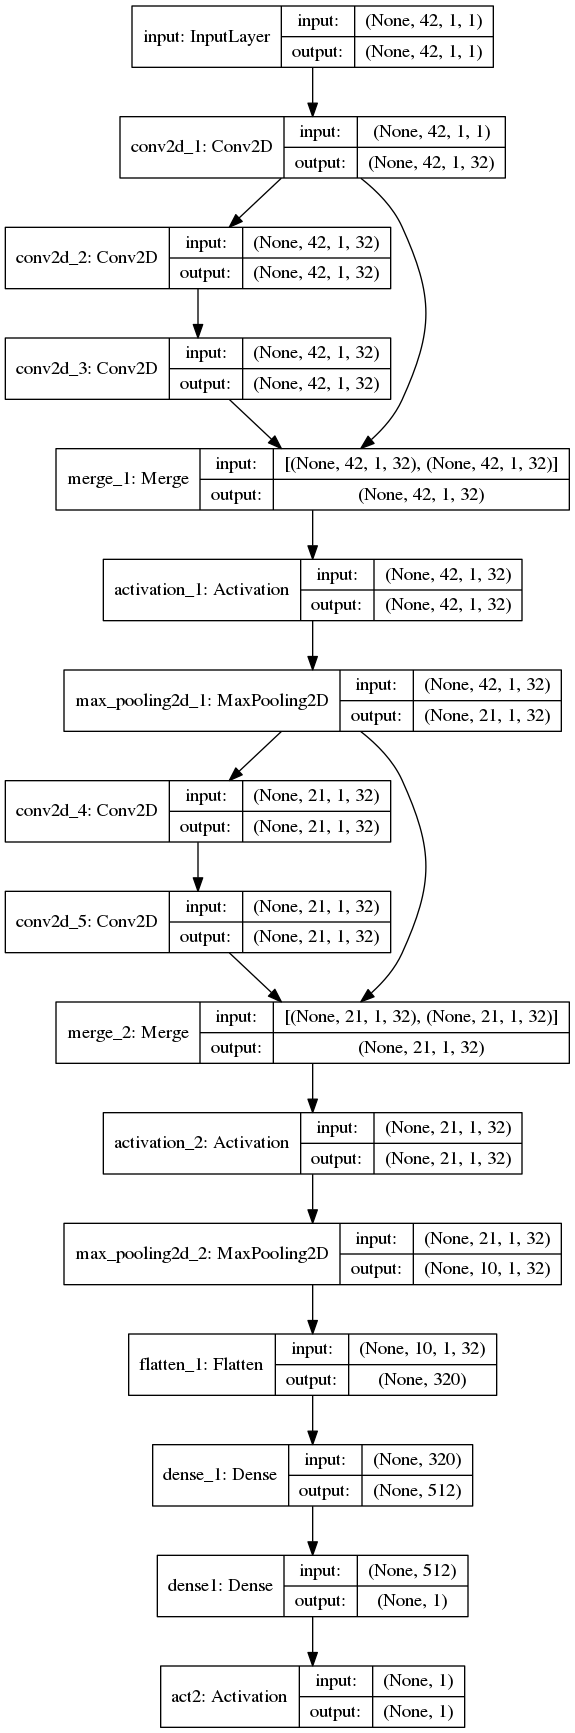 input: InputLayer
input: (None, 42, 1, 1)
output: (None, 42, 1, 1)
conv2d_1: Conv2D
input: (None, 42, 1, 1)
output: (None, 42, 1, 32)
conv2d_2: Conv2D
input: (None, 42, 1, 32)
output: (None, 42, 1, 32)
conv2d_3: Conv2D
input: (None, 42, 1, 32)
output: (None, 42, 1, 32)
merge_1: Merge
input: [(None, 42, 1, 32), (None, 42, 1, 32)]
output: (None, 42, 1, 32)
activation_1: Activation
input: (None, 42, 1, 32)
output: (None, 42, 1, 32)
max_pooling2d_1: MaxPooling2D
input: (None, 42, 1, 32)
output: (None, 21, 1, 32)
conv2d_4: Conv2D
input: (None, 21, 1, 32)
output: (None, 21, 1, 32)
conv2d_5: Conv2D
input: (None, 21, 1, 32)
output: (None, 21, 1, 32)
merge_2: Merge
input: [(None, 21, 1, 32), (None, 21, 1, 32)]
output: (None, 21, 1, 32)
activation_2: Activation
input: (None, 21, 1, 32)
output: (None, 21, 1, 32)
max_pooling2d_2: MaxPooling2D
input: (None, 21, 1, 32)
output: (None, 10, 1, 32)
flatten_1: Flatten
input: (None, 10, 1, 32)
output: (None, 320)
dense_1: Dense
input: (None, 320)
output: (None, 512)
dense1: Dense
input: (None, 512)
output: (None, 1)
act2: Activation
input: (None, 1)
output: (None, 1)